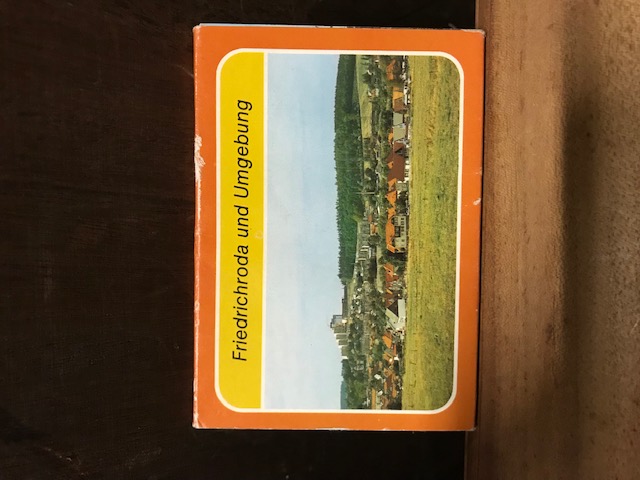 Friedrichroda und Umgebung